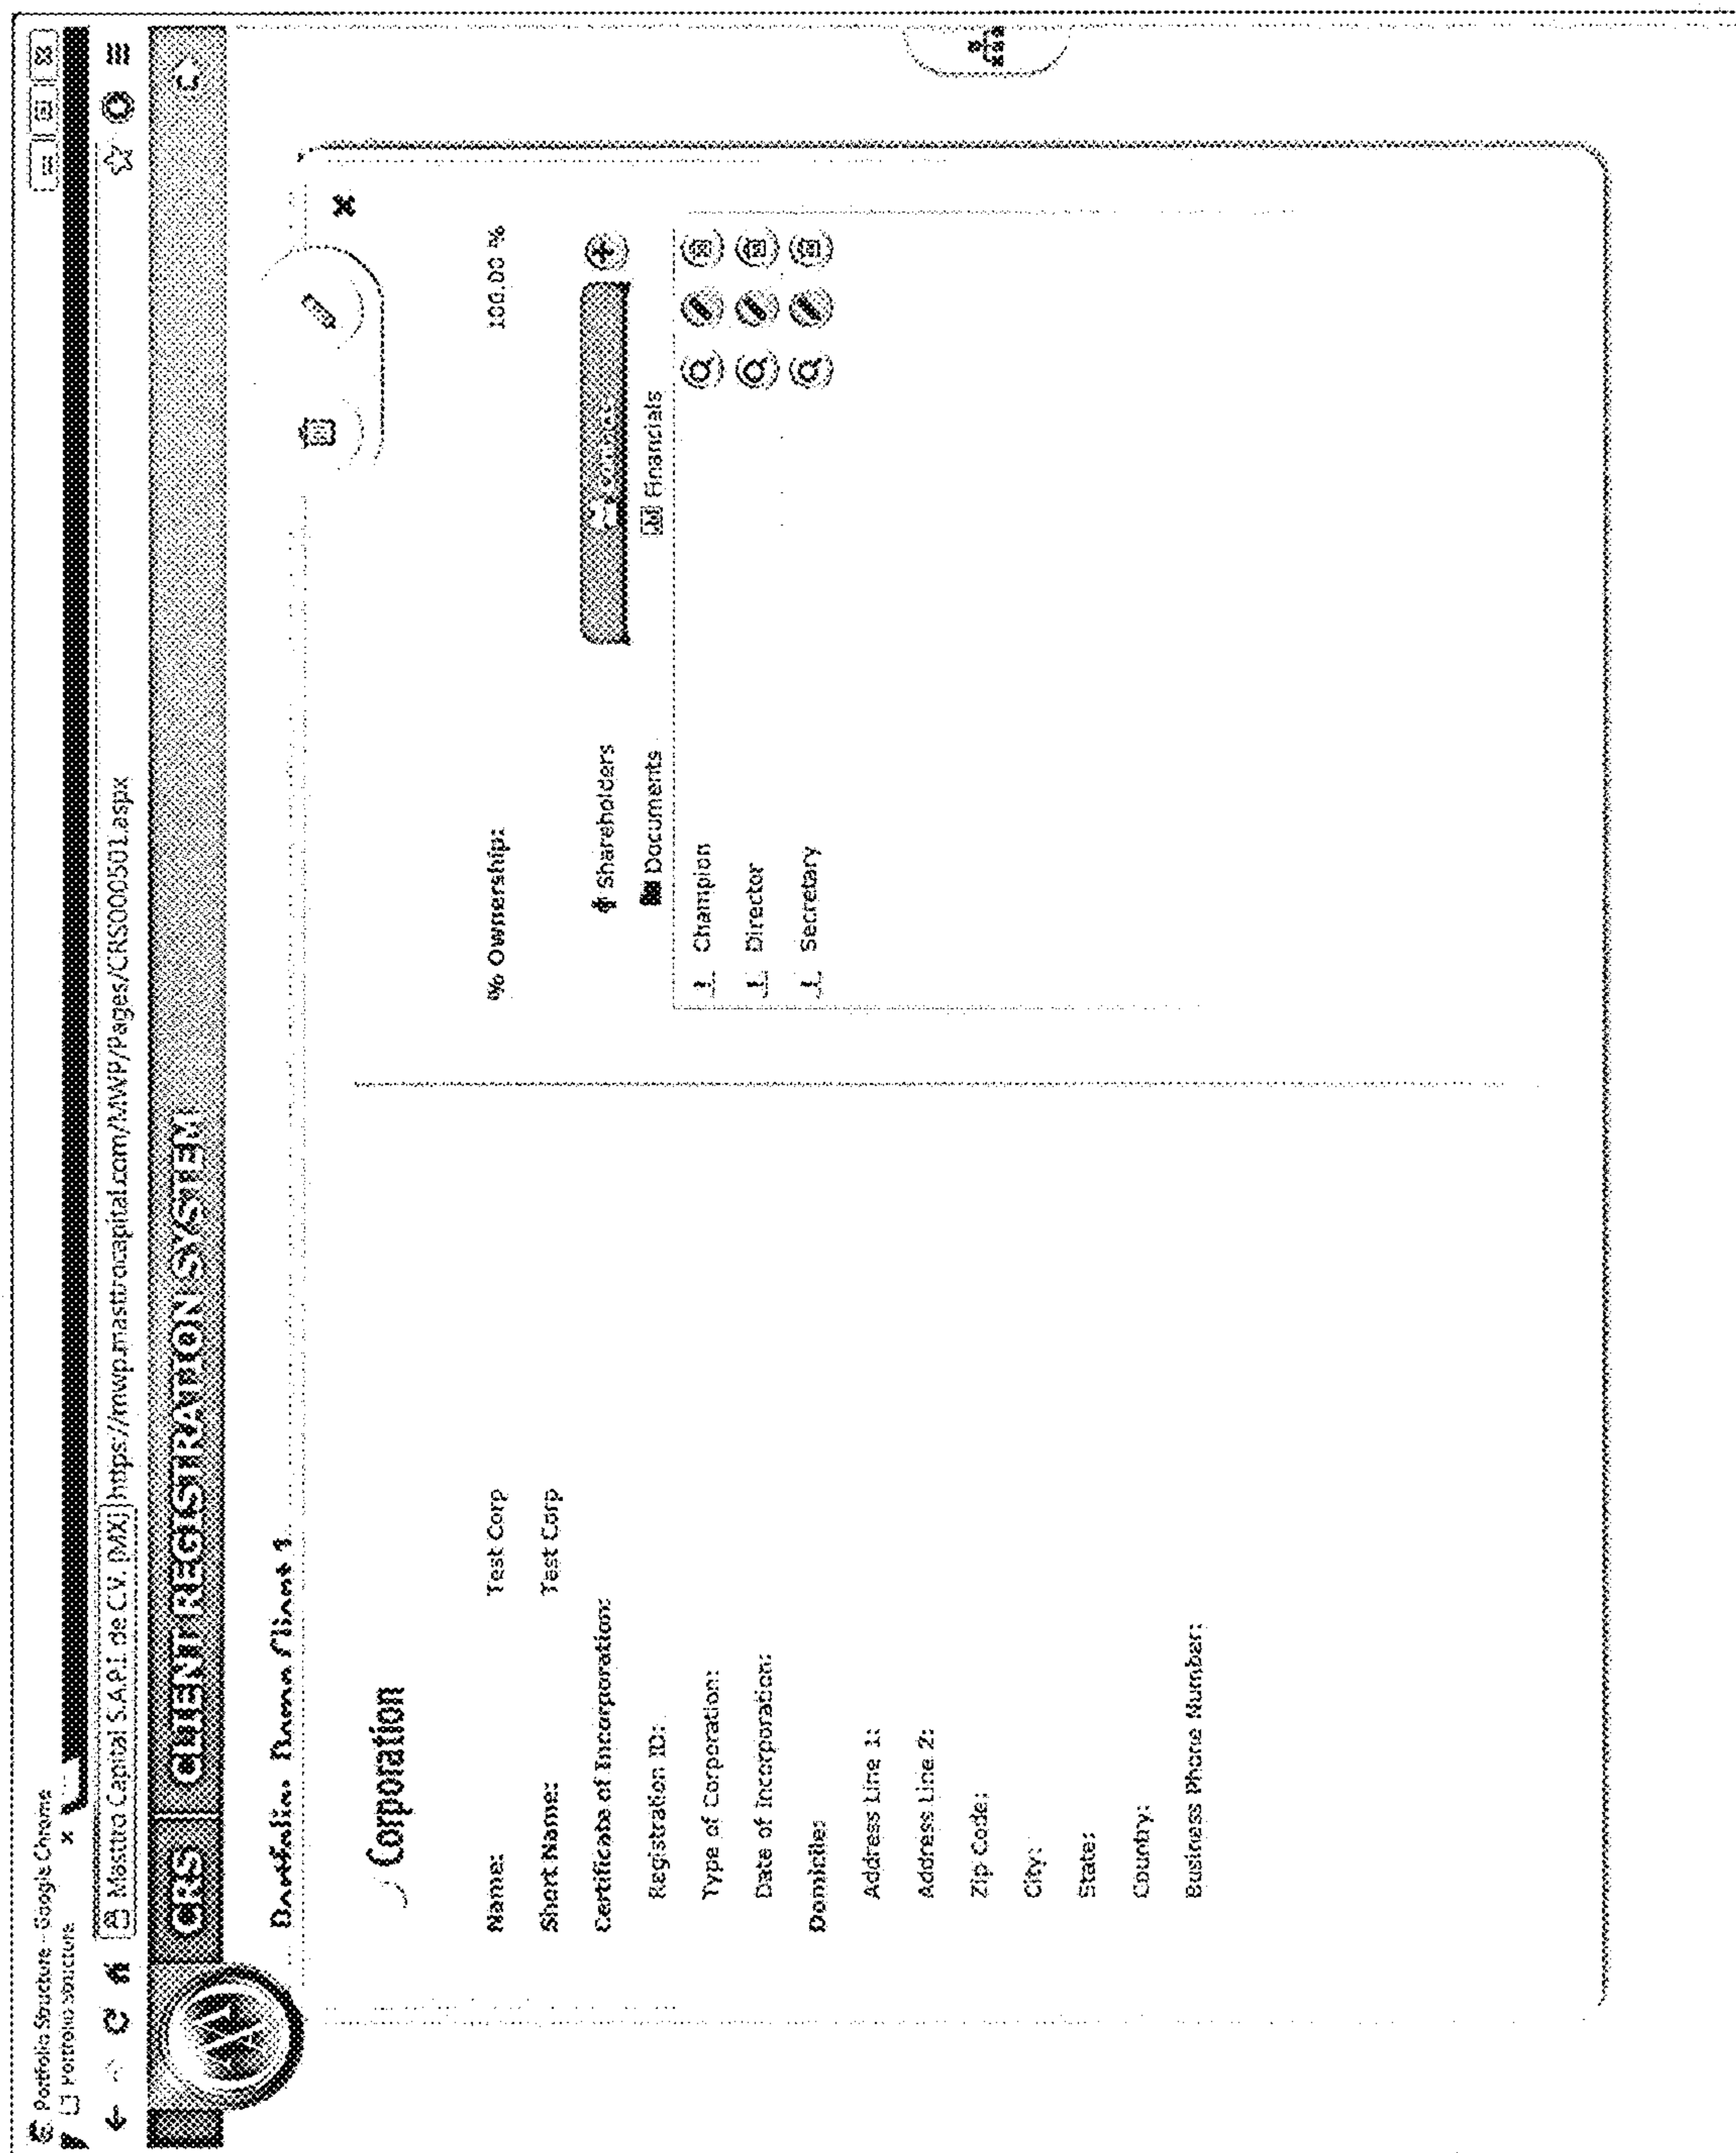 Portfolio Structure - Google Chrome
Portfolio Structure x
Masttro Capital S.A.P.I. de C.V. [MX] https://mwp.masttrocapital.com/MWP/Pages/CRS000501.aspx
CRS CLIENT REGISTRATION SYSTEM
Corporation
Name: Test Corp
% Ownership: 100.00 %
Short Name: Test Corp
Certificate of Incorporation:
Registration ID:
Type of Corporation:
Date of Incorporation:
Domicile:
Address Line 1:
Address Line 2:
Zip Code:
City:
State:
Country:
Business Phone Number:
Shareholders
Documents Financials
Champion
Director
Secretary